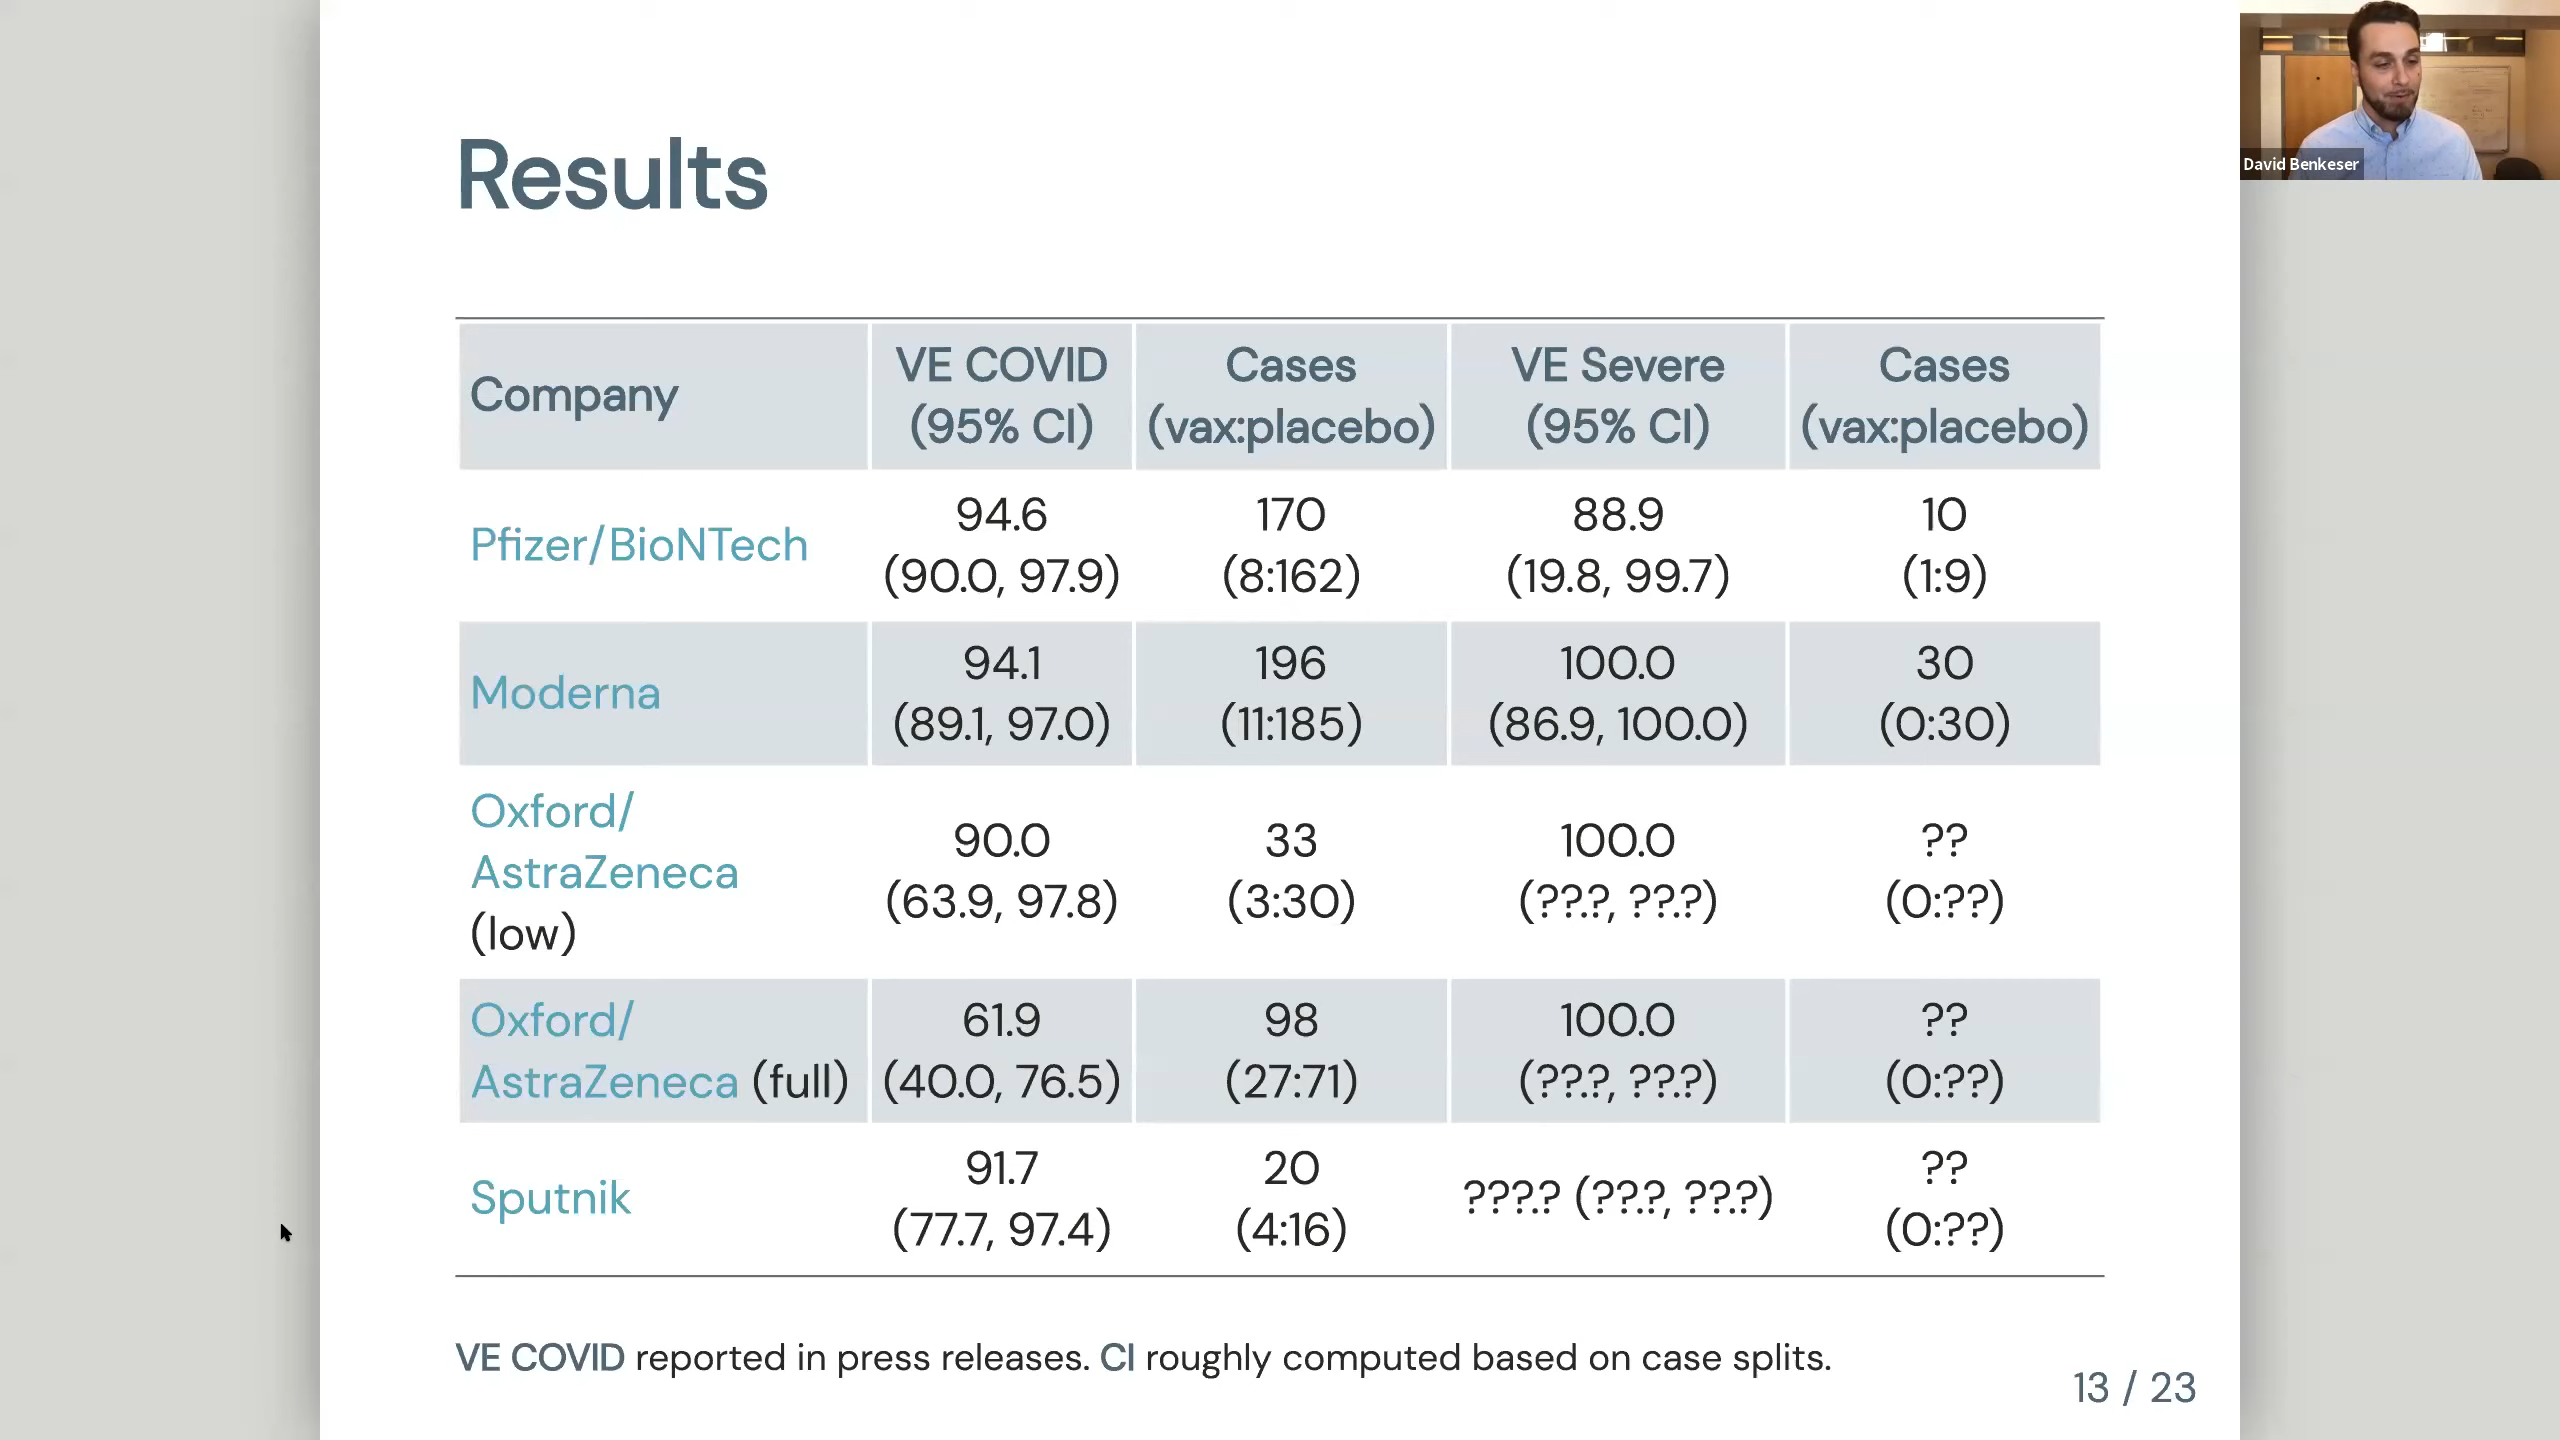 Results
David Benkeser
Company
VE COVID
(95% CI)
Cases
(vax:placebo)
VE Severe
(95% CI)
Cases
(vax:placebo)
Pfizer/BioNTech
94.6
(90.0, 97.9)
170
(8:162)
88.9
(19.8, 99.7)
10
(1:9)
Moderna
94.1
(89.1, 97.0)
196
(11:185)
100.0
(86.9, 100.0)
30
(0:30)
Oxford/
AstraZeneca
(low)
90.0
(63.9, 97.8)
33
(3:30)
100.0
(??.?, ??.?)
??
(0:??)
Oxford/
AstraZeneca (full)
61.9
(40.0, 76.5)
98
(27:71)
100.0
(??.?, ??.?)
??
(0:??)
Sputnik
91.7
(77.7, 97.4)
20
(4:16)
???.? (??.?, ??.?)
??
(0:??)
VE COVID reported in press releases. CI roughly computed based on case splits.
13 / 23